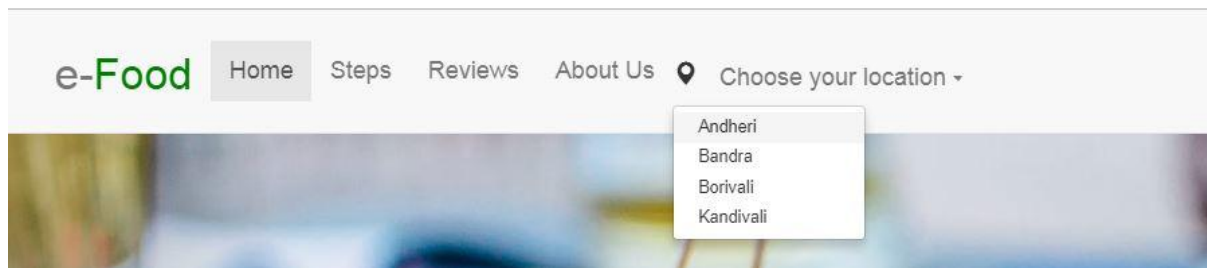 e-Food Home Steps Reviews About Us Choose your location
Andheri
Bandra
Borivali
Kandivali